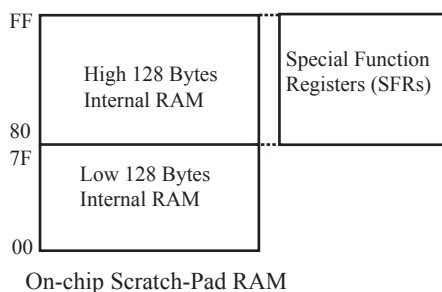 FF
High 128 Bytes
Internal RAM
Special Function
Registers (SFRs)
80
7F
Low 128 Bytes
Internal RAM
00
On-chip Scratch-Pad RAM